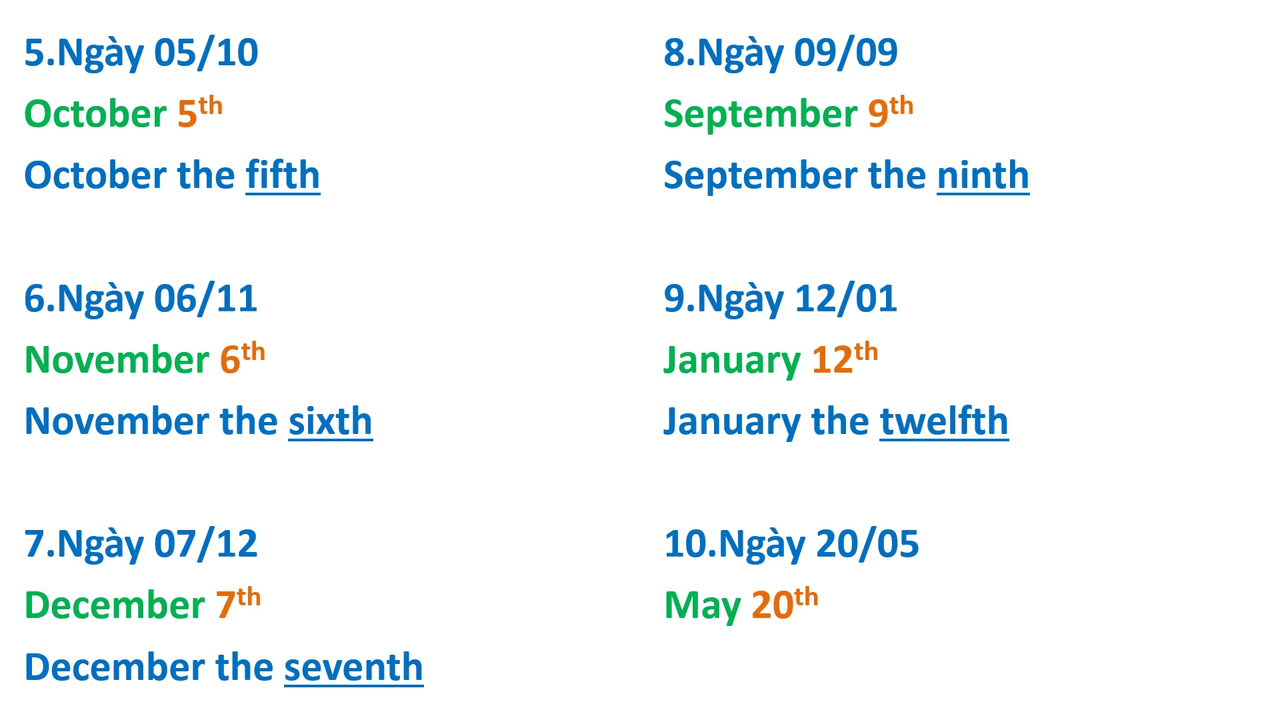 5.Ngày 05/10
October 5th
October the fifth
6.Ngày 06/11
November 6th
November the sixth
7.Ngày 07/12
December 7th
December the seventh
8.Ngày 09/09
September 9th
September the ninth
9.Ngày 12/01
January 12th
January the twelfth
10.Ngày 20/05
May 20th